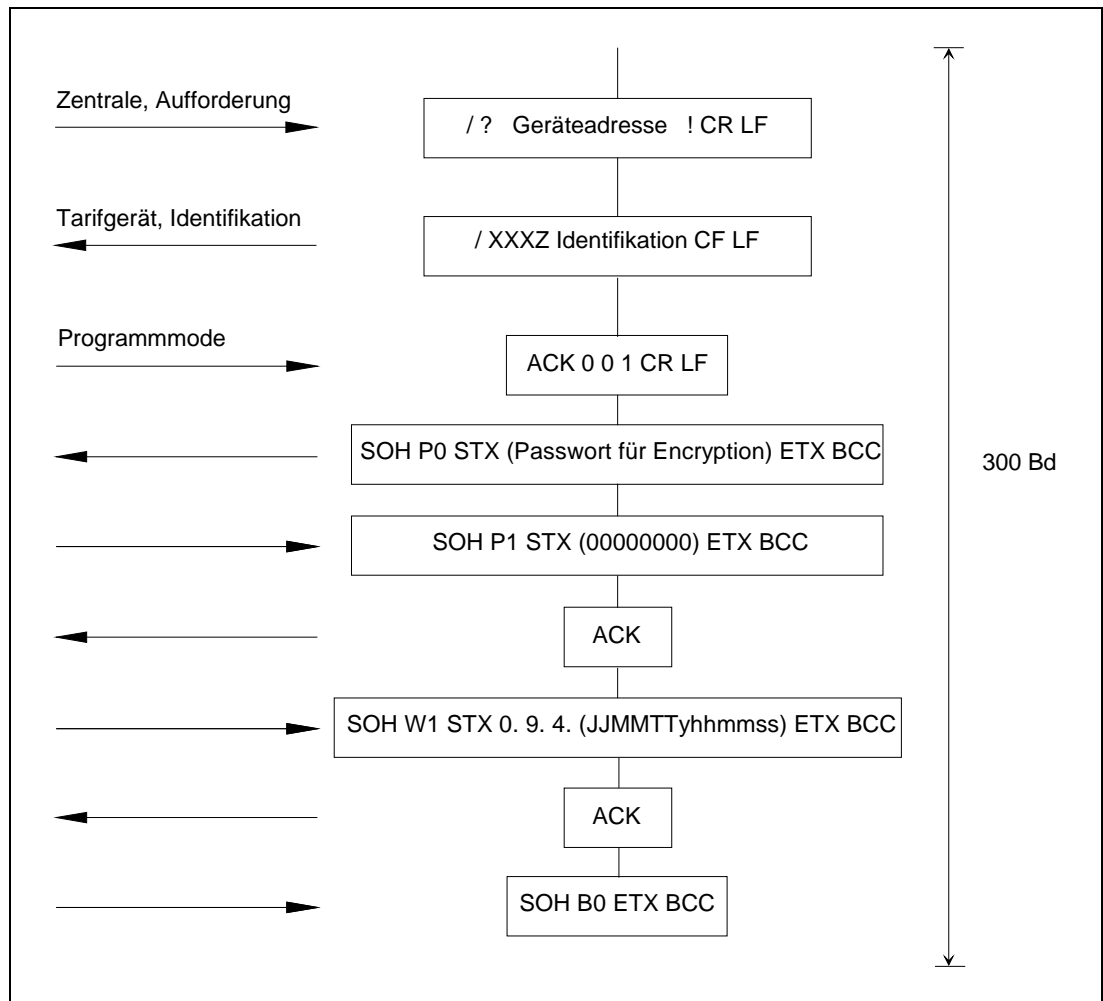 Zentrale, Aufforderung
/ ? Geräteadresse ! CR LF
Tarifgerät, Identifikation
/ XXXZ Identifikation CF LF
Programmmode
ACK 0 0 1 CR LF
SOH P0 STX (Passwort für Encryption) ETX BCC
300 Bd
SOH P1 STX (00000000) ETX BCC
ACK
SOH W1 STX 0. 9. 4. (JJMMTTyhhmmss) ETX BCC
ACK
SOH B0 ETX BCC